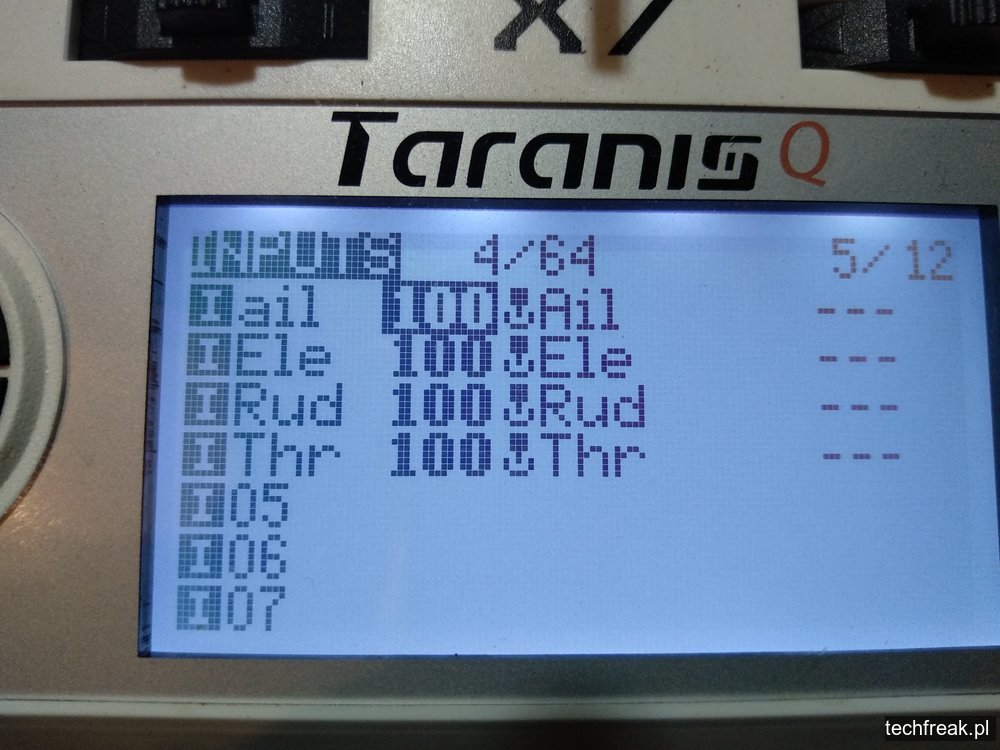 X7
Taranis Q
INPUTS 4/64 5/12
I ail 100 Ail ---
I Ele 100 Ele ---
I Rud 100 Rud ---
I Thr 100 Thr ---
I 05
I 06
I 07
techfreak.pl